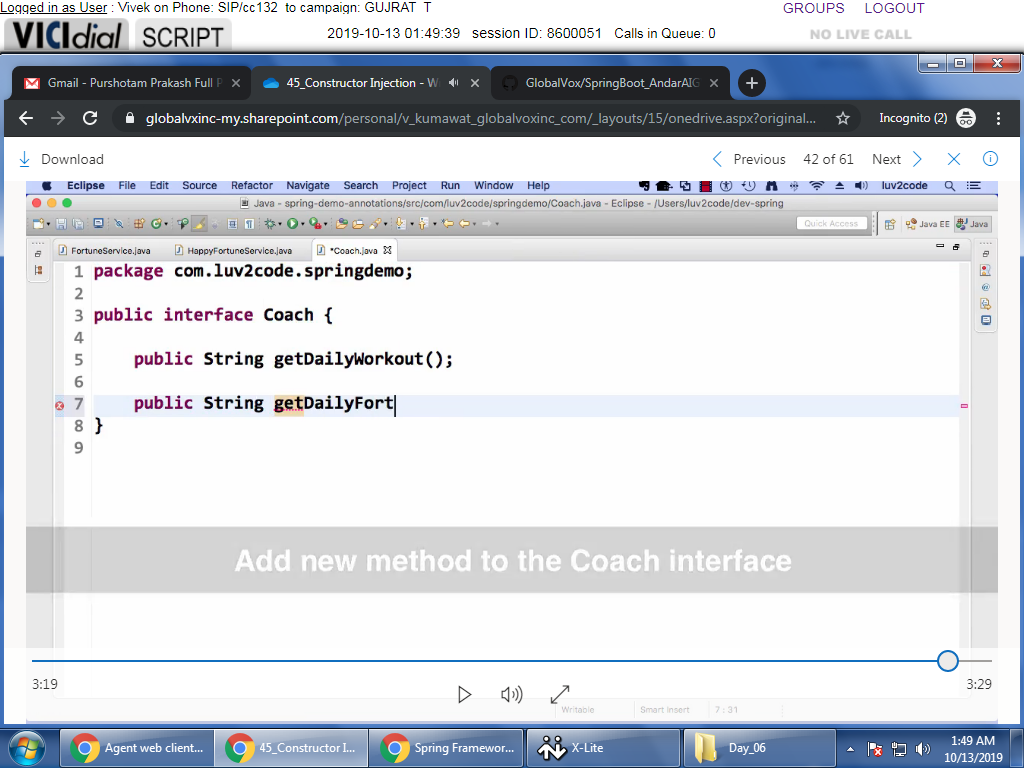 Logged in as User : Vivek on Phone: SIP/cc132 to campaign: GUJRAT_T
GROUPS LOGOUT
VICIdial SCRIPT
2019-10-13 01:49:39 session ID: 8600051 Calls in Queue: 0
NO LIVE CALL
Gmail - Purshotam Prakash Full P
45_Constructor Injection - W
GlobalVox/SpringBoot_AndarAIG
globalvxinc-my.sharepoint.com/personal/v_kumawat_globalvoxinc_com/_layouts/15/onedrive.aspx?original...
Incognito (2)
Download
Previous 42 of 61 Next
Eclipse File Edit Source Refactor Navigate Search Project Run Window Help
luv2code
Java - spring-demo-annotations/src/com/luv2code/springdemo/Coach.java - Eclipse - /Users/luv2code/dev-spring
Quick Access
Java EE Java
FortuneService.java HappyFortuneService.java *Coach.java
1 package com.luv2code.springdemo;
2
3 public interface Coach {
4
5 public String getDailyWorkout();
6
7 public String getDailyFort
8 }
9
Add new method to the Coach interface
3:19
3:29
Writable Smart Insert 7 : 31
Agent web client... 45_Constructor I... Spring Framewor... X-Lite Day_06
1:49 AM
10/13/2019